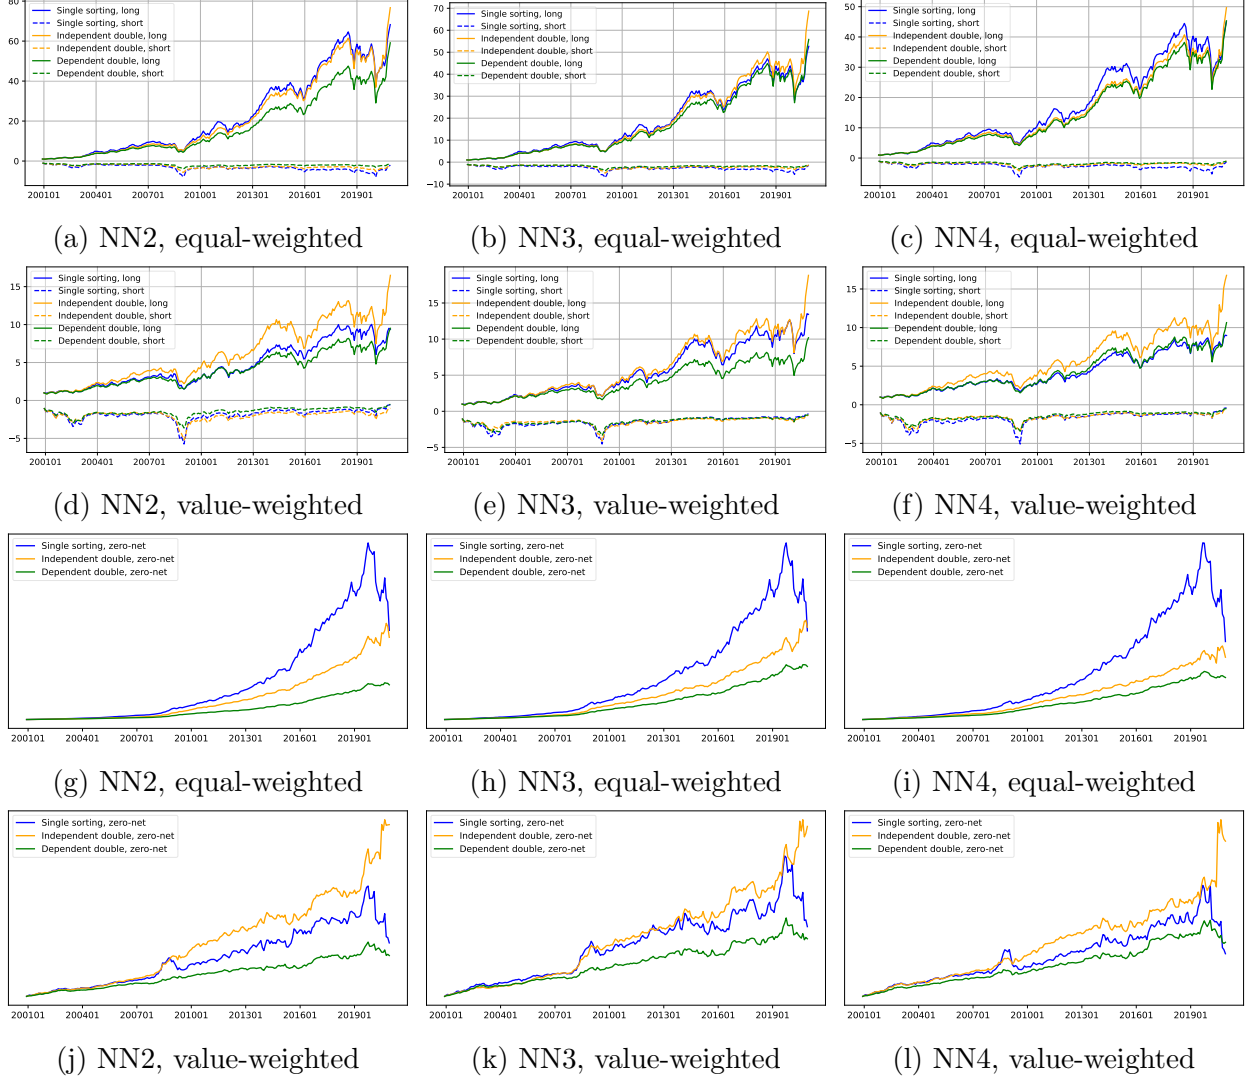 80
60
40
20
0
Single sorting, long
Single sorting, short
Independent double, long
Independent double, short
Dependent double, long
Dependent double, short
200101 200401 200701 201001 201301 201601 201901
(a) NN2, equal-weighted
70
60
50
40
30
20
10
0
−10
Single sorting, long
Single sorting, short
Independent double, long
Independent double, short
Dependent double, long
Dependent double, short
200101 200401 200701 201001 201301 201601 201901
(b) NN3, equal-weighted
50
40
30
20
10
0
Single sorting, long
Single sorting, short
Independent double, long
Independent double, short
Dependent double, long
Dependent double, short
200101 200401 200701 201001 201301 201601 201901
(c) NN4, equal-weighted
15
10
5
0
−5
Single sorting, long
Single sorting, short
Independent double, long
Independent double, short
Dependent double, long
Dependent double, short
200101 200401 200701 201001 201301 201601 201901
(d) NN2, value-weighted
15
10
5
0
−5
Single sorting, long
Single sorting, short
Independent double, long
Independent double, short
Dependent double, long
Dependent double, short
200101 200401 200701 201001 201301 201601 201901
(e) NN3, value-weighted
15
10
5
0
−5
Single sorting, long
Single sorting, short
Independent double, long
Independent double, short
Dependent double, long
Dependent double, short
200101 200401 200701 201001 201301 201601 201901
(f) NN4, value-weighted
Single sorting, zero-net
Independent double, zero-net
Dependent double, zero-net
200101 200401 200701 201001 201301 201601 201901
(g) NN2, equal-weighted
Single sorting, zero-net
Independent double, zero-net
Dependent double, zero-net
200101 200401 200701 201001 201301 201601 201901
(h) NN3, equal-weighted
Single sorting, zero-net
Independent double, zero-net
Dependent double, zero-net
200101 200401 200701 201001 201301 201601 201901
(i) NN4, equal-weighted
Single sorting, zero-net
Independent double, zero-net
Dependent double, zero-net
200101 200401 200701 201001 201301 201601 201901
(j) NN2, value-weighted
Single sorting, zero-net
Independent double, zero-net
Dependent double, zero-net
200101 200401 200701 201001 201301 201601 201901
(k) NN3, value-weighted
Single sorting, zero-net
Independent double, zero-net
Dependent double, zero-net
200101 200401 200701 201001 201301 201601 201901
(l) NN4, value-weighted